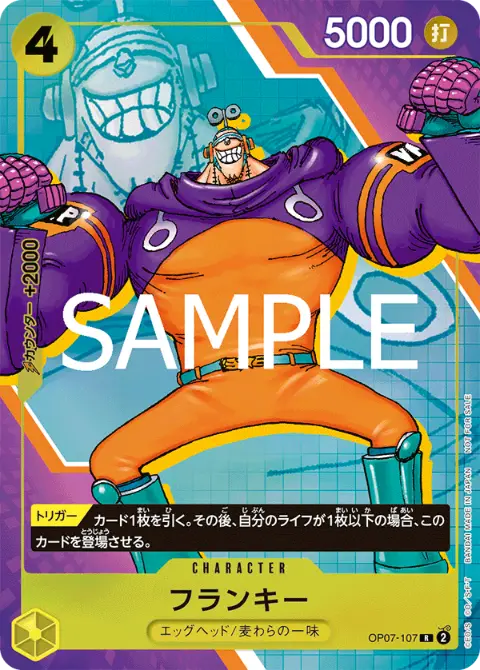 4
5000 打
カウンター +2000
P
SAMPLE
トリガー カード1枚を引く。その後、自分のライフが1枚以下の場合、この
カードを登場させる。
CHARACTER
フランキー
エッグヘッド/麦わらの一味
OP07-107 R 2
BANDAI MADE IN JAPAN NOT FOR SALE